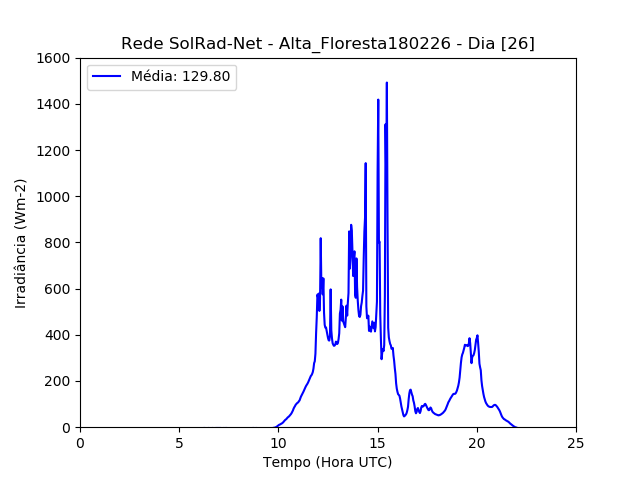 Rede SolRad-Net - Alta_Floresta180226 - Dia [26]
Média: 129.80
Irradiância (Wm-2)
1600
1400
1200
1000
800
600
400
200
0
0 5 10 15 20 25
Tempo (Hora UTC)